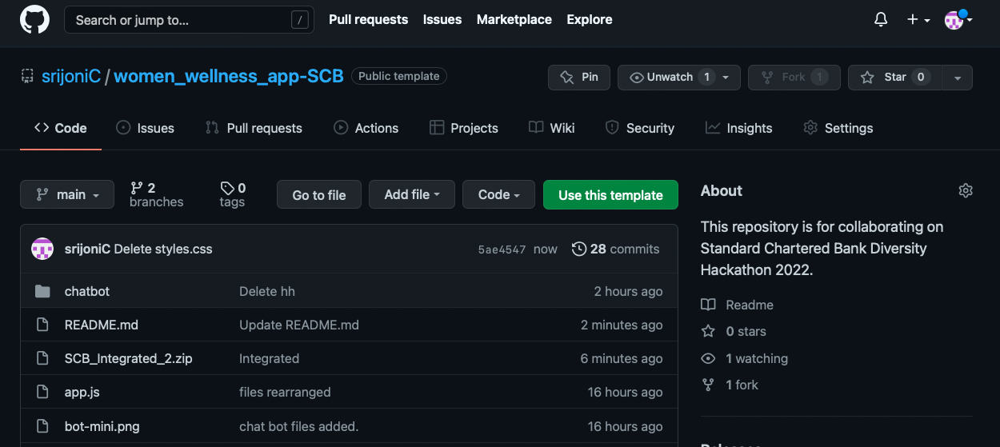 Search or jump to... /
Pull requests Issues Marketplace Explore
srijoniC / women_wellness_app-SCB Public template
Pin Unwatch 1 Fork 1 Star 0
Code Issues Pull requests Actions Projects Wiki Security Insights Settings
main 2 branches 0 tags Go to file Add file Code Use this template
srijoniC Delete styles.css 5ae4547 now 28 commits
chatbot Delete hh 2 hours ago
README.md Update README.md 2 minutes ago
SCB_Integrated_2.zip Integrated 6 minutes ago
app.js files rearranged 16 hours ago
bot-mini.png chat bot files added. 16 hours ago
About
This repository is for collaborating on
Standard Chartered Bank Diversity
Hackathon 2022.
Readme
0 stars
1 watching
1 fork